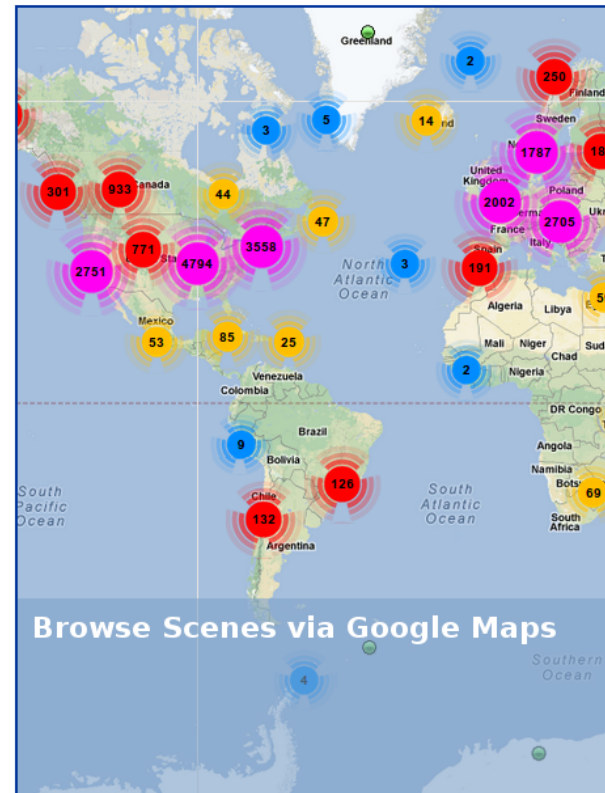 Greenland
2
250
Finland
5
14
3
Sweden
1787
301
933
Canada
44
United
Kingdom
2002
Poland
47
2705
France
Italy
771
3558
2751
4794
Spain
191
3
North
Atlantic
Ocean
Algeria
Libya
Mexico
53
85
25
Mali
Niger
Chad
2
Nigeria
Venezuela
Colombia
DR Congo
Brazil
9
Bolivia
Angola
Namibia
126
69
South
Pacific
Ocean
South
Atlantic
Ocean
Chile
132
South
Africa
Argentina
Browse Scenes via Google Maps
Southern
Ocean
4